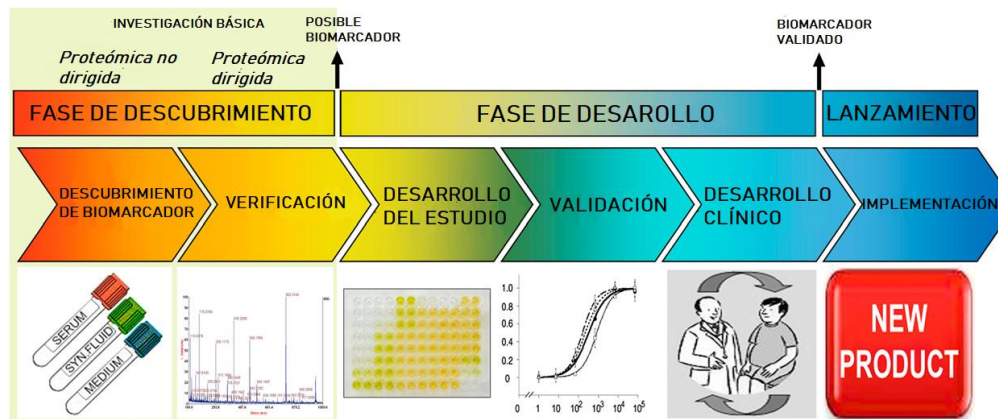 INVESTIGACIÓN BÁSICA
Proteómica no
dirigida
Proteómica
dirigida
POSIBLE
BIOMARCADOR
BIOMARCADOR
VALIDADO
FASE DE DESCUBRIMIENTO
FASE DE DESAROLLO
LANZAMIENTO
DESCUBRIMIENTO
DE BIOMARCADOR
VERIFICACIÓN
DESARROLLO
DEL ESTUDIO
VALIDACIÓN
DESARROLLO
CLÍNICO
IMPLEMENTACIÓN
SERUM
SYN.FLUID
MEDIUM
1.0
0.8
0.6
0.4
0.2
0
0 1 10 10² 10³ 10⁴ 10⁵
NEW
PRODUCT